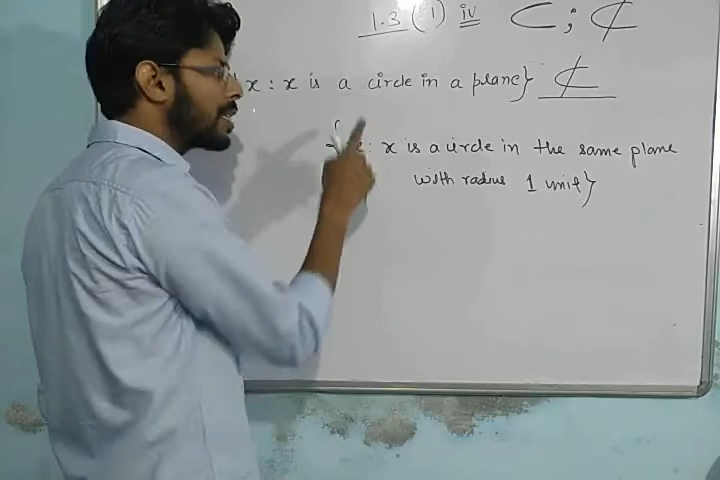 1.3 (1) iv ⊂ ; ⊄
x : x is a circle in a plane} ⊄
{ : x is a circle in the same plane
with radius 1 unit}